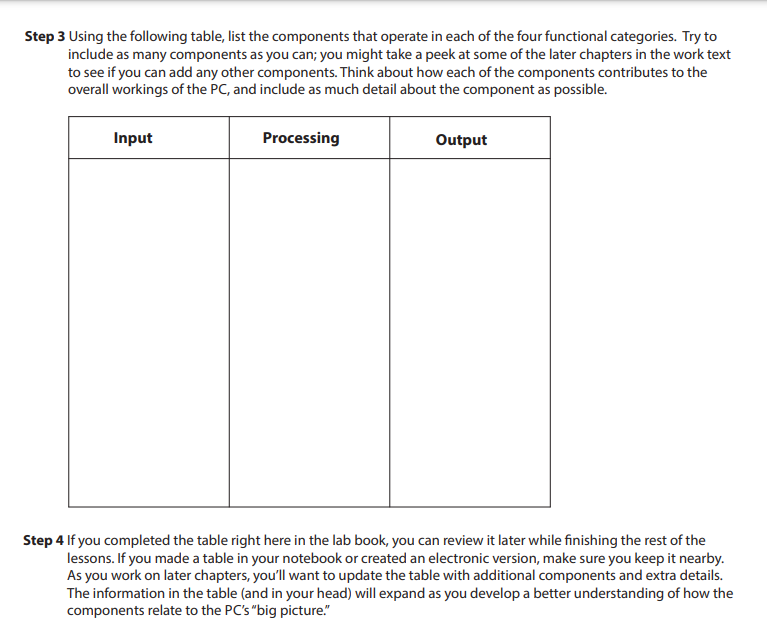 Step 3 Using the following table, list the components that operate in each of the four functional categories. Try to
include as many components as you can; you might take a peek at some of the later chapters in the work text
to see if you can add any other components. Think about how each of the components contributes to the
overall workings of the PC, and include as much detail about the component as possible.
Input Processing Output
Step 4 If you completed the table right here in the lab book, you can review it later while finishing the rest of the
lessons. If you made a table in your notebook or created an electronic version, make sure you keep it nearby.
As you work on later chapters, you'll want to update the table with additional components and extra details.
The information in the table (and in your head) will expand as you develop a better understanding of how the
components relate to the PC's "big picture."